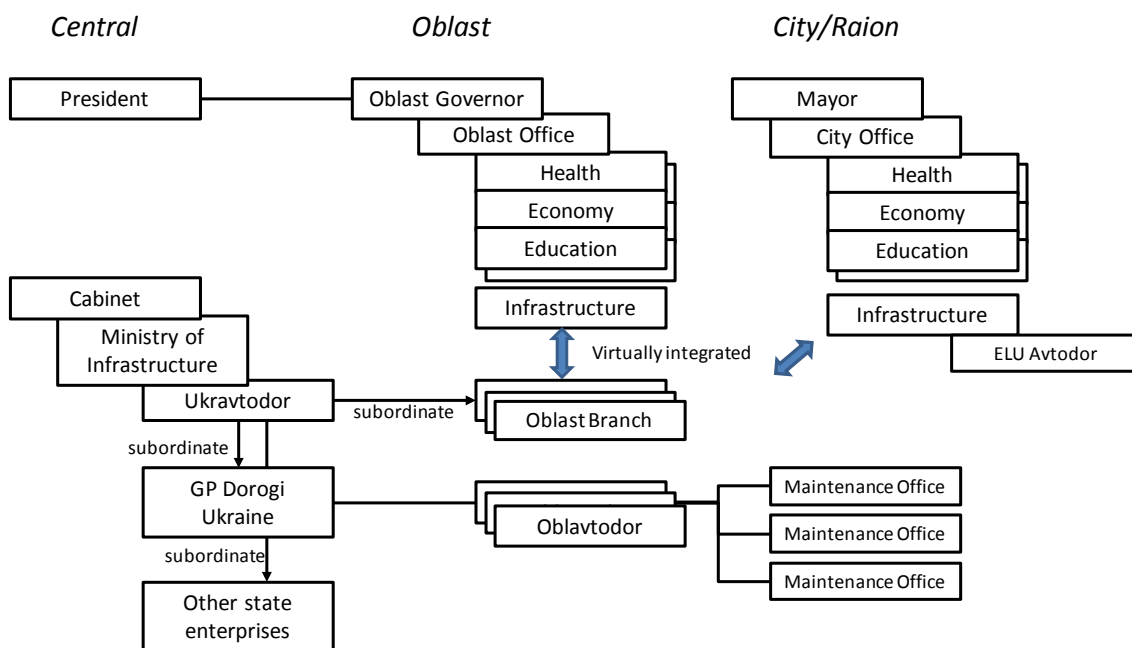 Central
Oblast
City/Raion
President
Oblast Governor
Mayor
Oblast Office
City Office
Health
Health
Economy
Economy
Education
Education
Cabinet
Infrastructure
Infrastructure
Ministry of
Infrastructure
Virtually integrated
ELU Avtodor
Ukravtodor
subordinate
Oblast Branch
subordinate
GP Dorogi
Ukraine
Maintenance Office
Oblavtodor
Maintenance Office
subordinate
Maintenance Office
Other state
enterprises